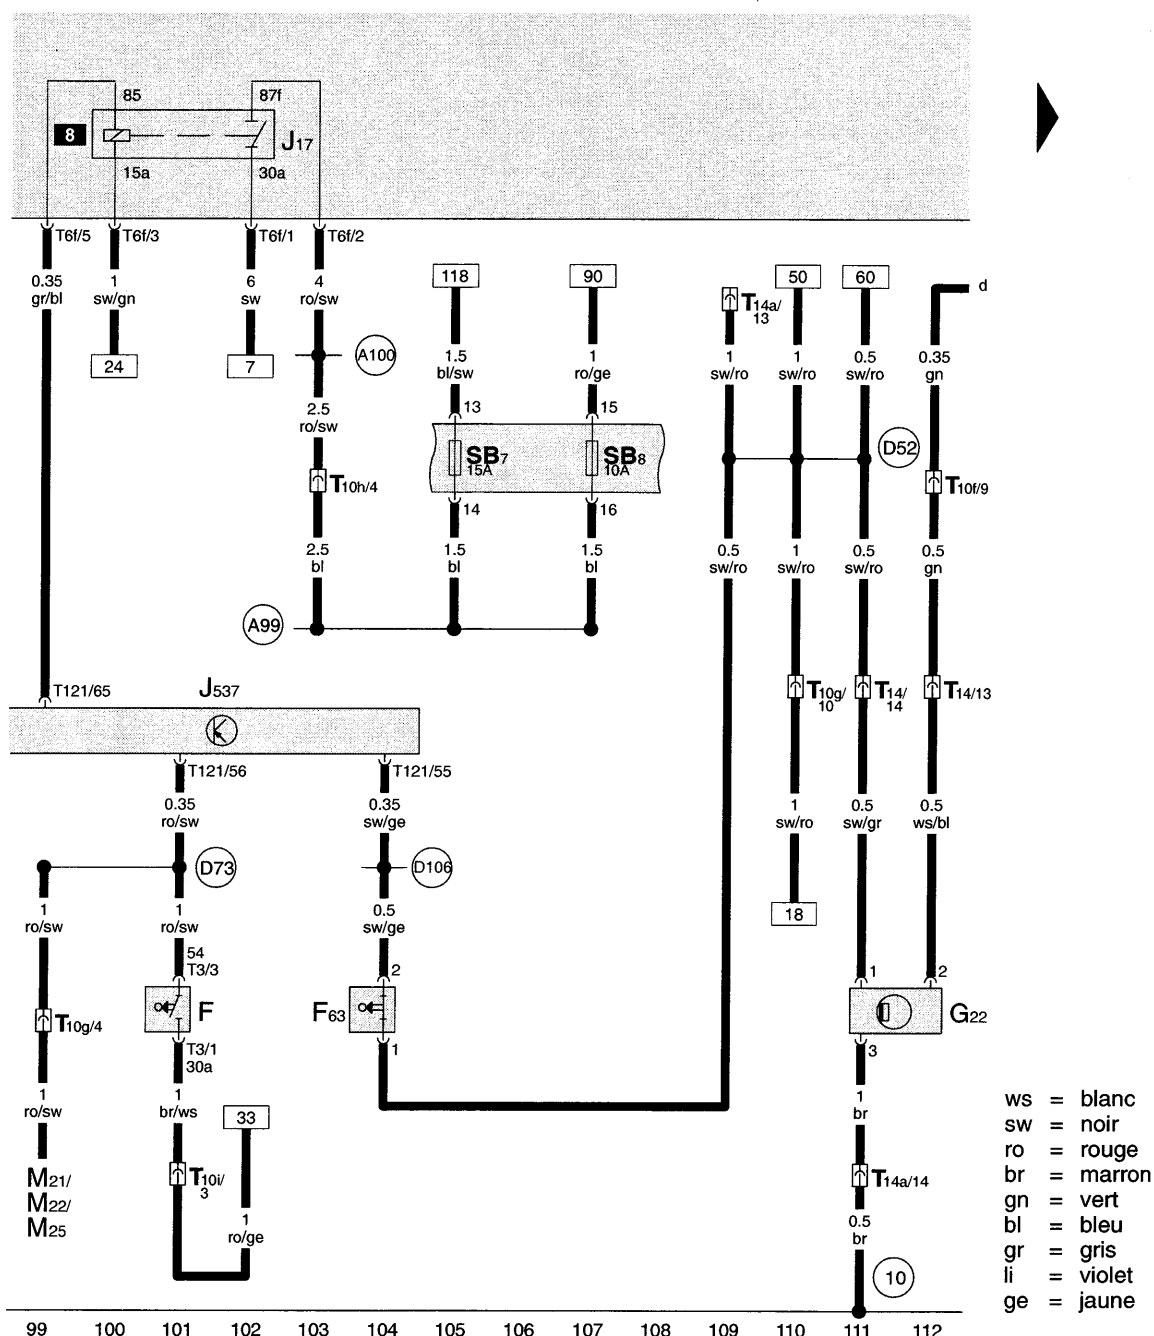 85 87f
8 J17
15a 30a
T6f/5 T6f/3 T6f/1 T6f/2
0.35 1 6 4
gr/bl sw/gn sw ro/sw
118 90 50 60 d
T14a/
13
24 7 A100
1.5 1 1 1 0.5 0.35
bl/sw ro/ge sw/ro sw/ro sw/ro gn
2.5 13 15
ro/sw
D52
SB7 SB8
15A 10A
T10h/4 T10f/9
14 16
2.5 1.5 1.5 0.5 1 0.5 0.5
bl bl bl sw/ro sw/ro sw/ro gn
A99
T121/65 J537 T10g/ T14/ T14/13
10 14
T121/56 T121/55
0.35 0.35 1 0.5 0.5
ro/sw sw/ge sw/ro sw/gr ws/bl
D73 D106
1 1 0.5 18
ro/sw ro/sw sw/ge
54
T3/3 2 1 2
T10g/4 F F63 G22
T3/1 1 3
30a
1 1 1
ro/sw br/ws 33 br
M21/ T10i/ T14a/14
M22/ 3
M25
1 0.5
ro/ge br
10
ws = blanc
sw = noir
ro = rouge
br = marron
gn = vert
bl = bleu
gr = gris
li = violet
ge = jaune
99 100 101 102 103 104 105 106 107 108 109 110 111 112